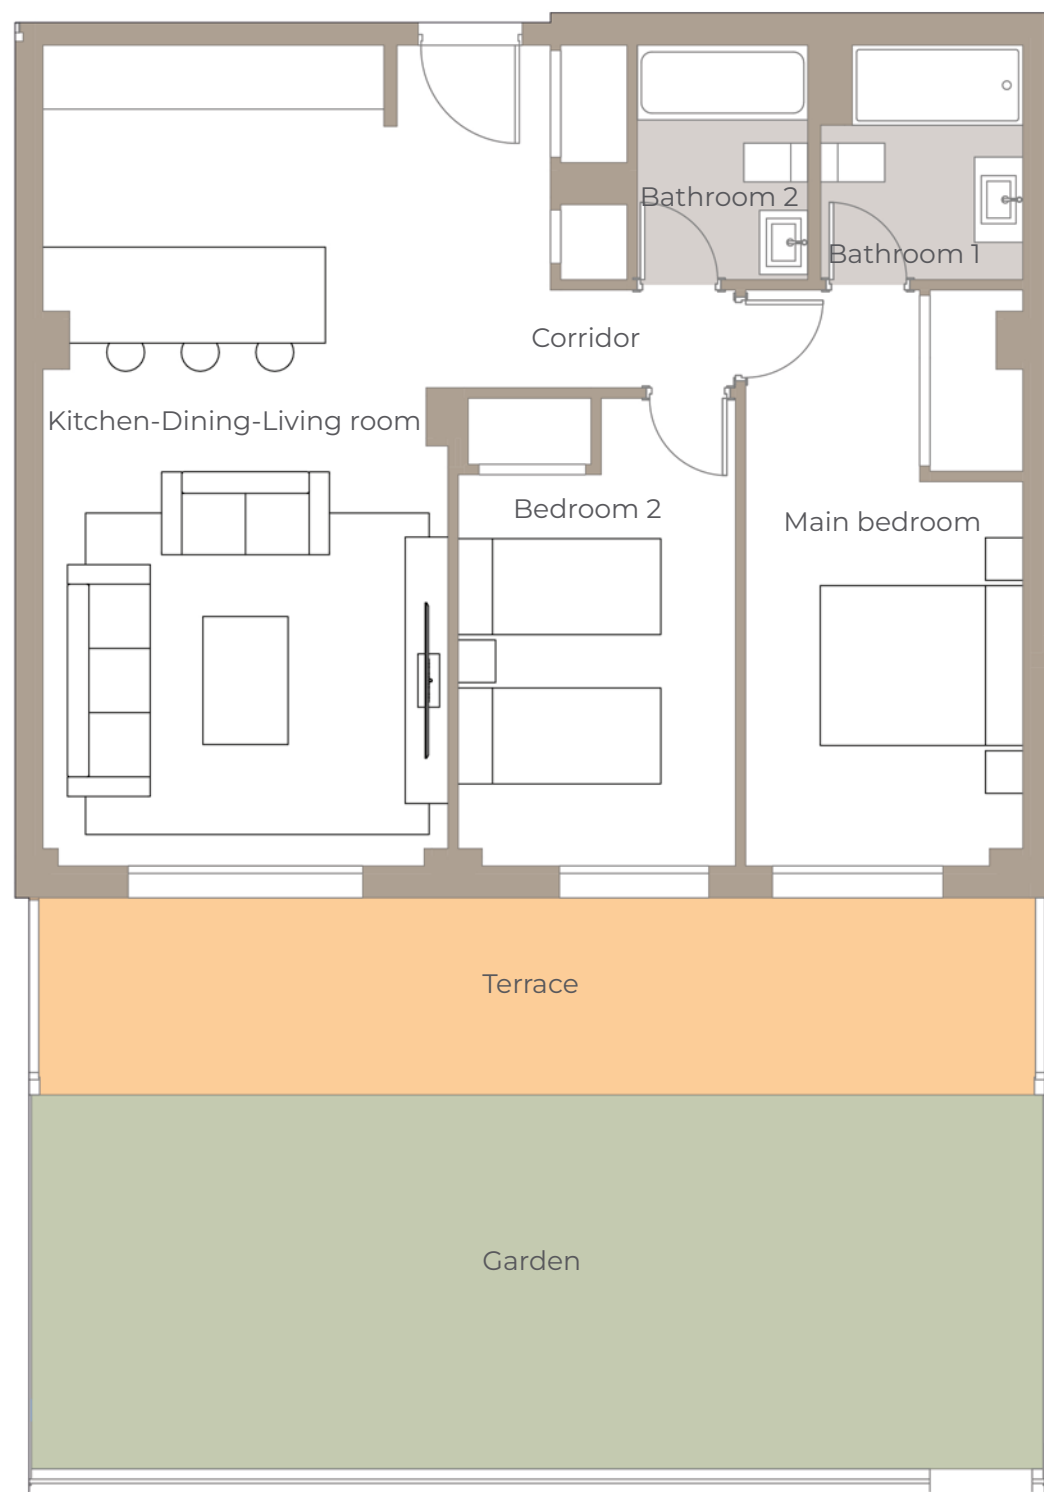 Bathroom 2
Bathroom 1
Corridor
Kitchen-Dining-Living room
Bedroom 2
Main bedroom
Terrace
Garden